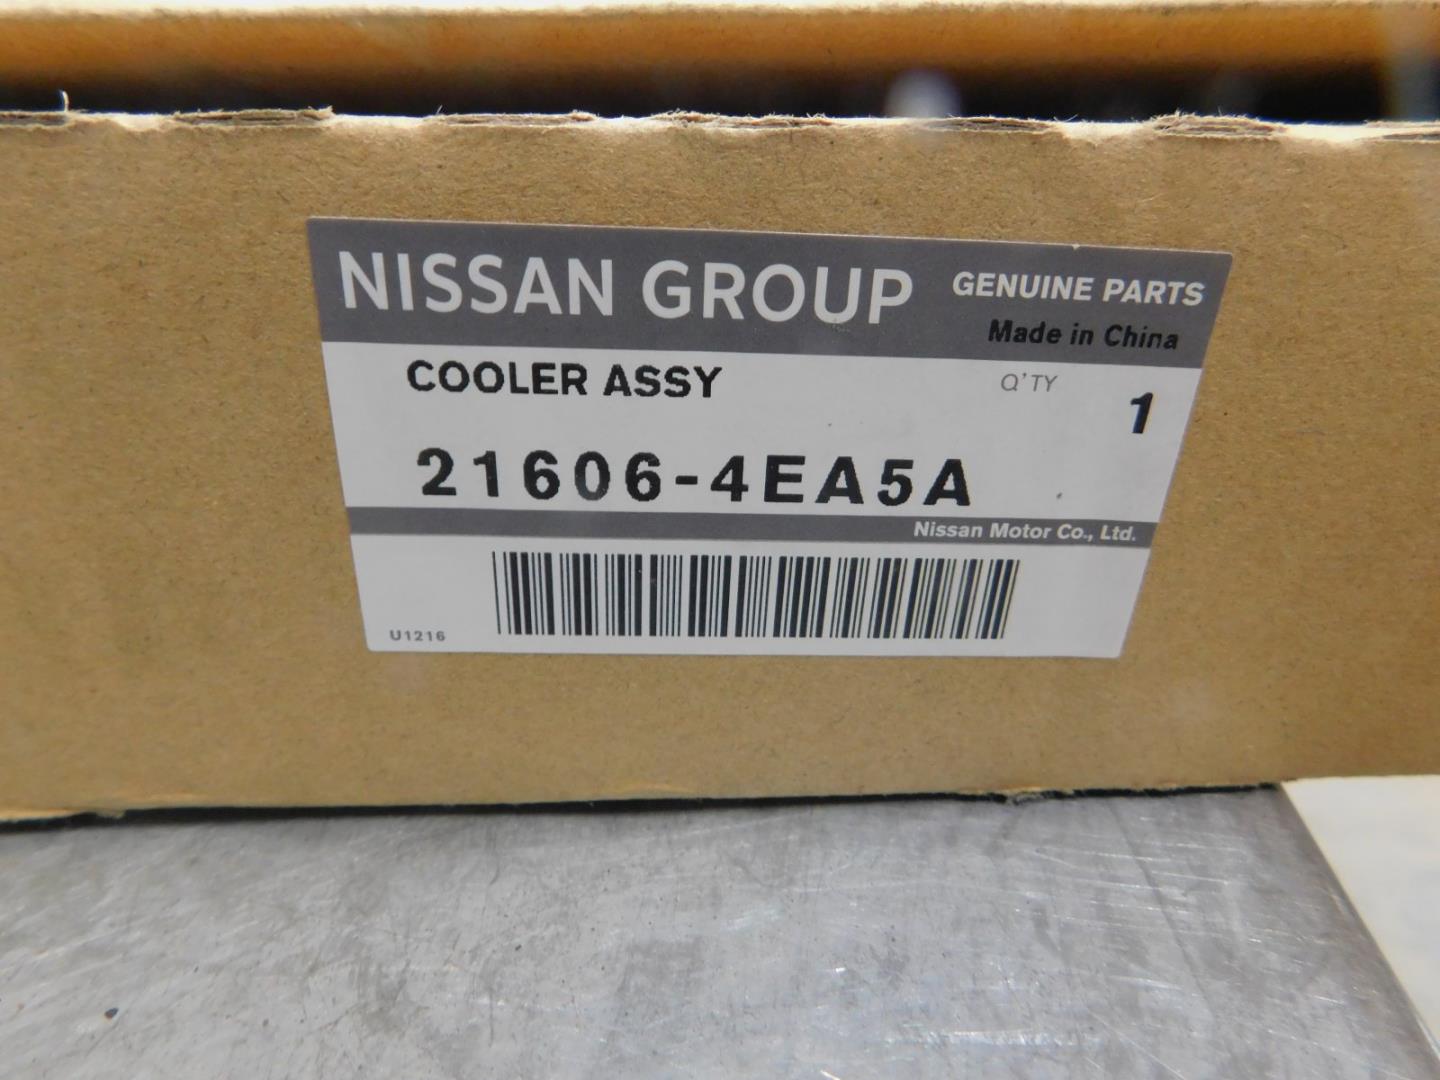 NISSAN GROUP GENUINE PARTS
Made in China
COOLER ASSY Q'TY 1
21606-4EA5A
Nissan Motor Co., Ltd.
U1216